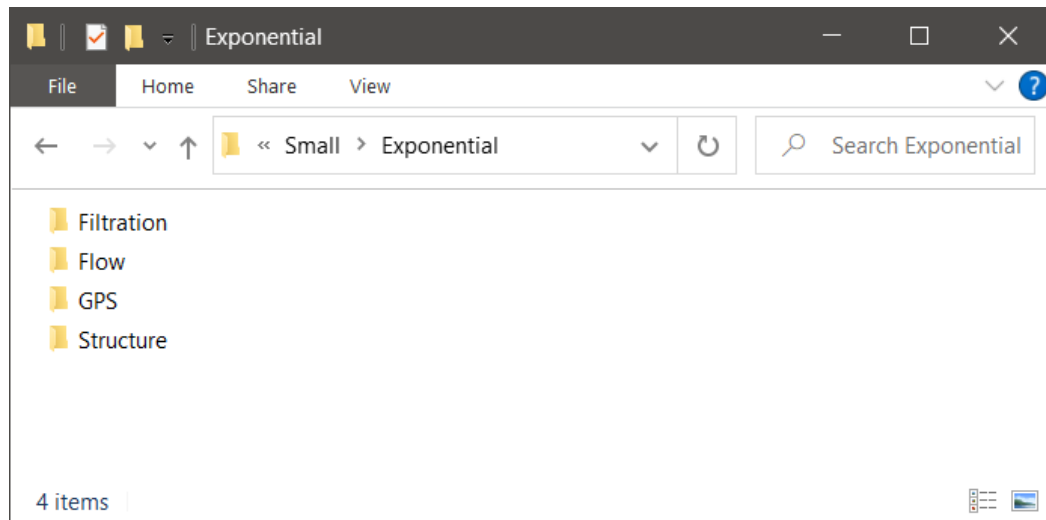 Exponential
File Home Share View ?
« Small > Exponential Search Exponential
Filtration
Flow
GPS
Structure
4 items